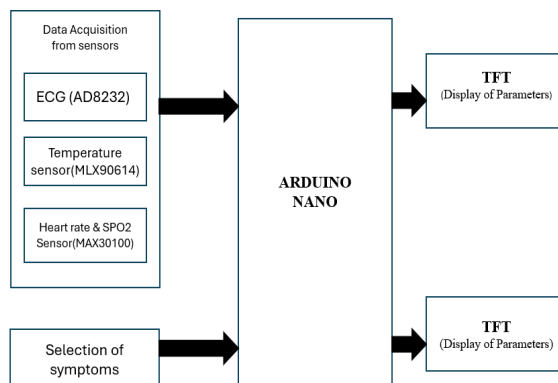 Data Acquisition
from sensors
ECG (AD8232)
Temperature
sensor(MLX90614)
Heart rate & SPO2
Sensor(MAX30100)
Selection of
symptoms
ARDUINO
NANO
TFT
(Display of Parameters)
TFT
(Display of Parameters)